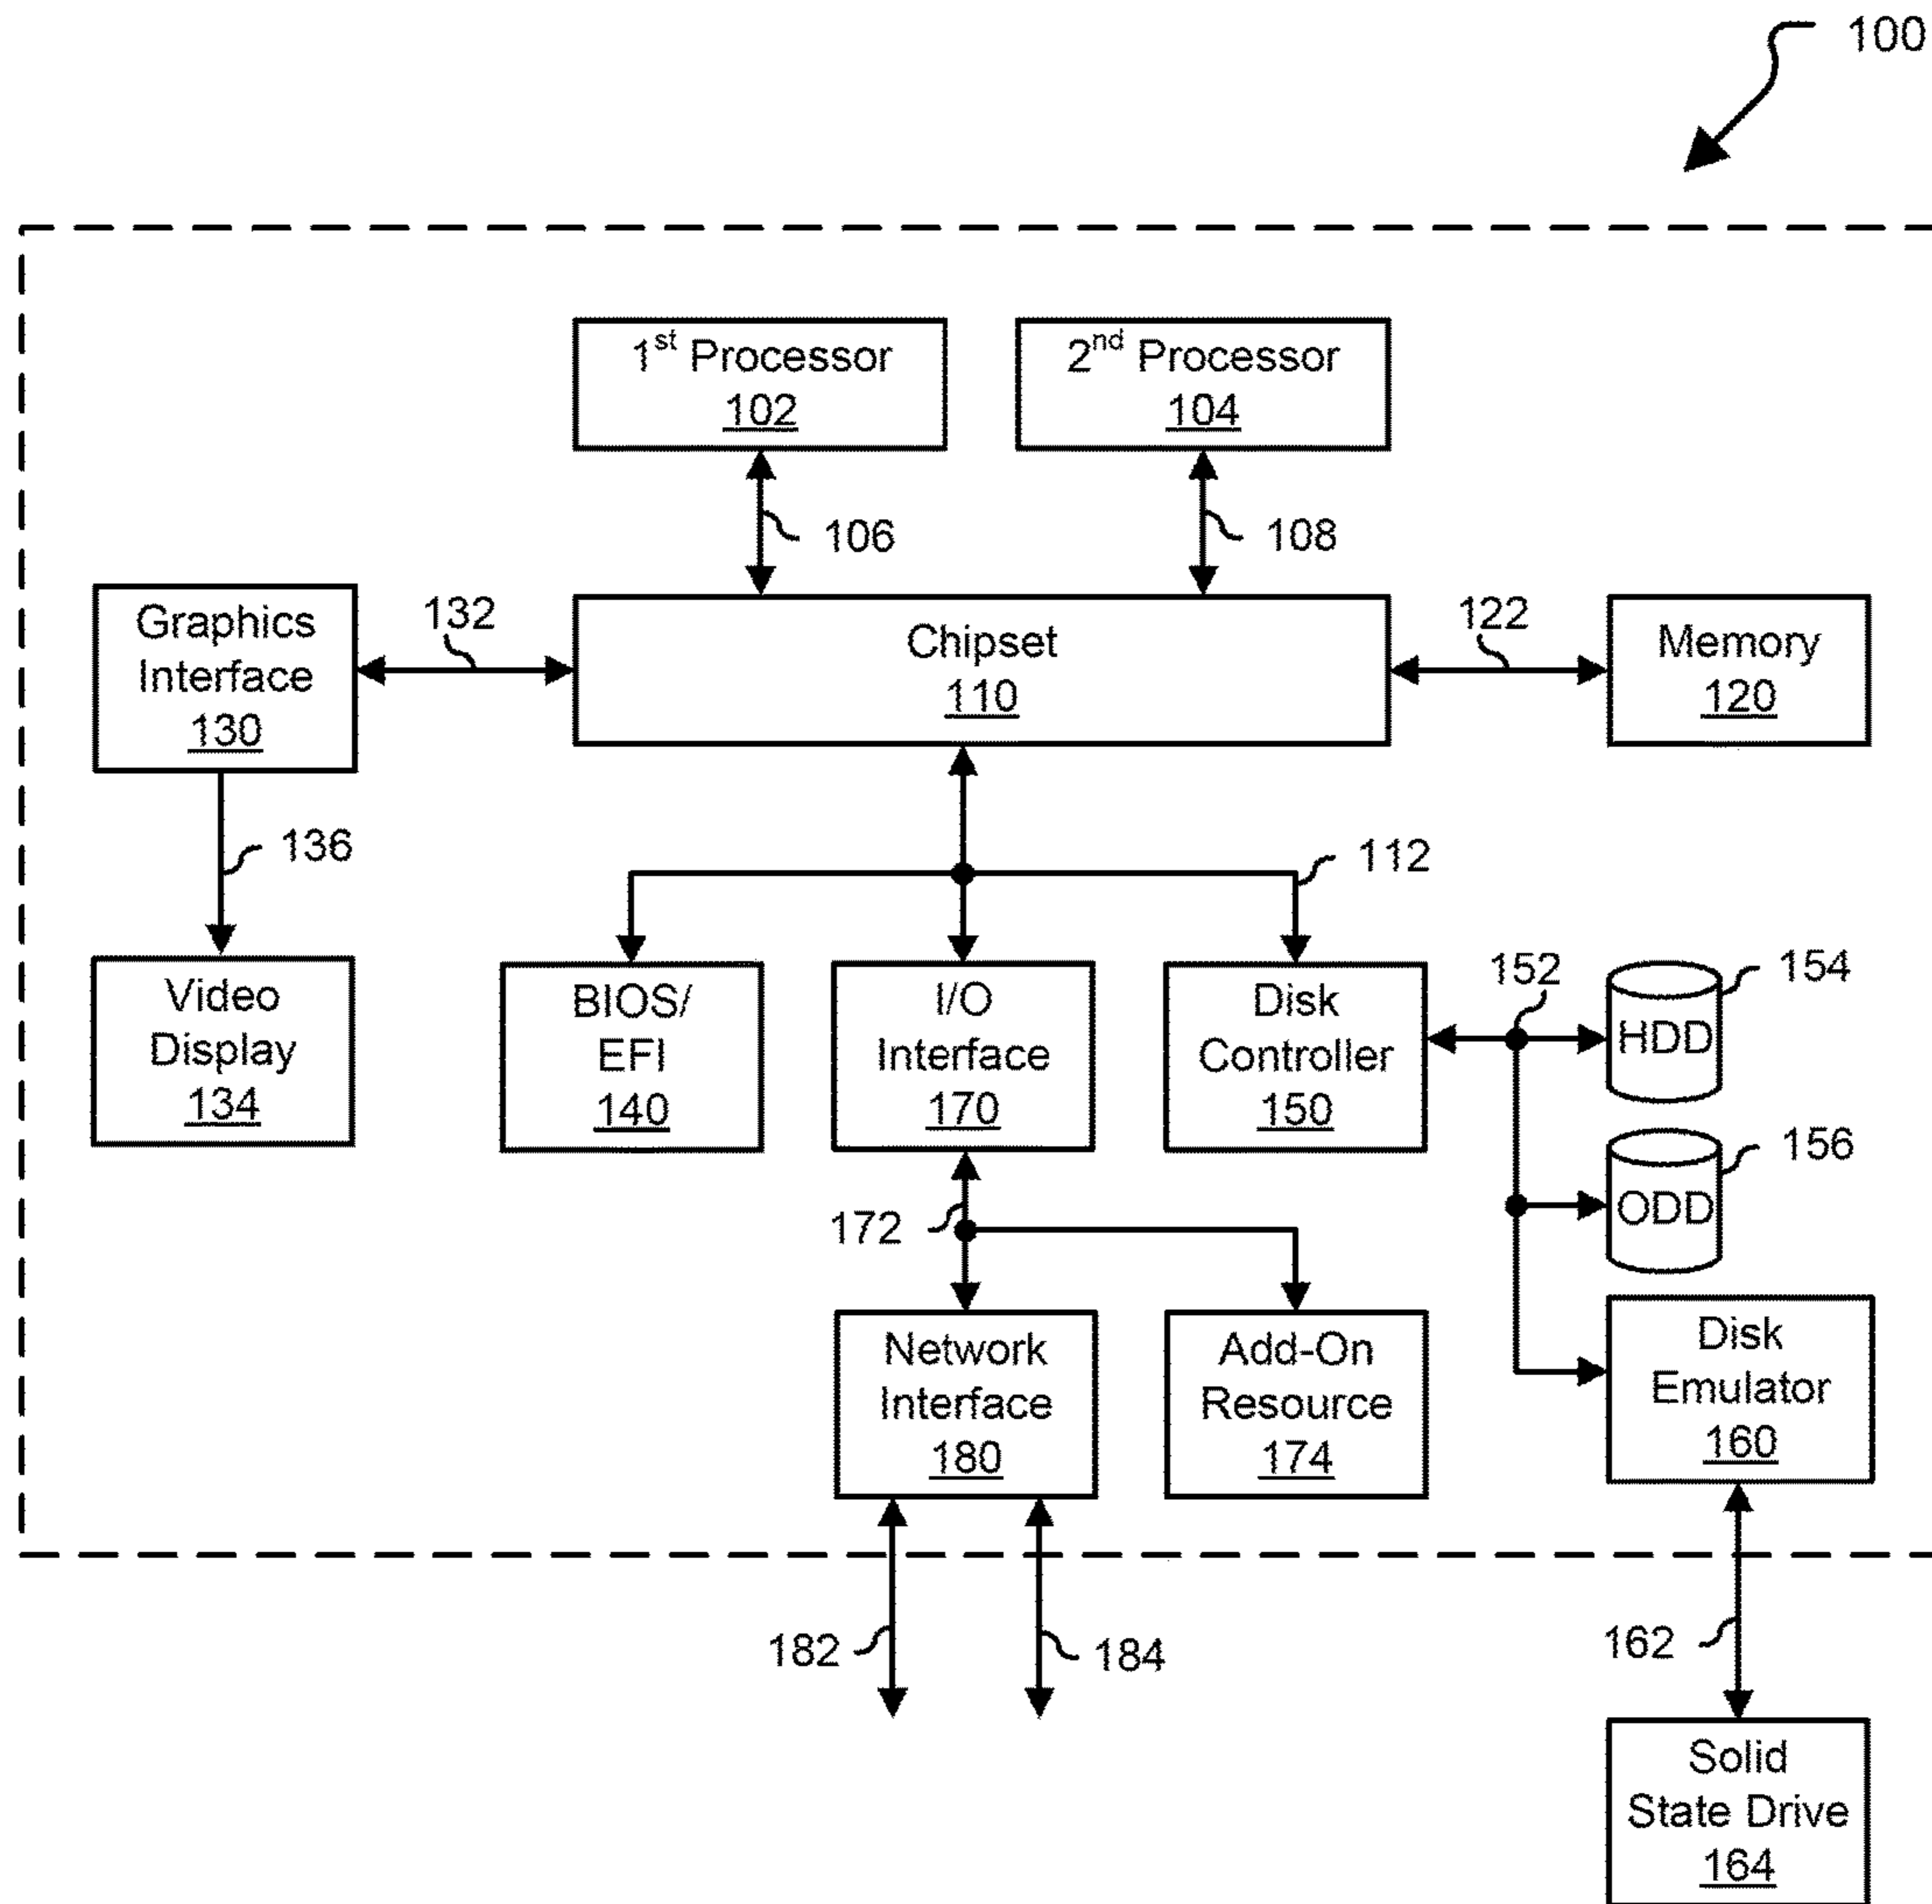 100
1st Processor
102
2nd Processor
104
106
108
Graphics
Interface
130
132
Chipset
110
122
Memory
120
136
112
Video
Display
134
BIOS/
EFI
140
I/O
Interface
170
Disk
Controller
150
152
HDD
154
ODD
156
172
Network
Interface
180
Add-On
Resource
174
Disk
Emulator
160
182
184
162
Solid
State Drive
164